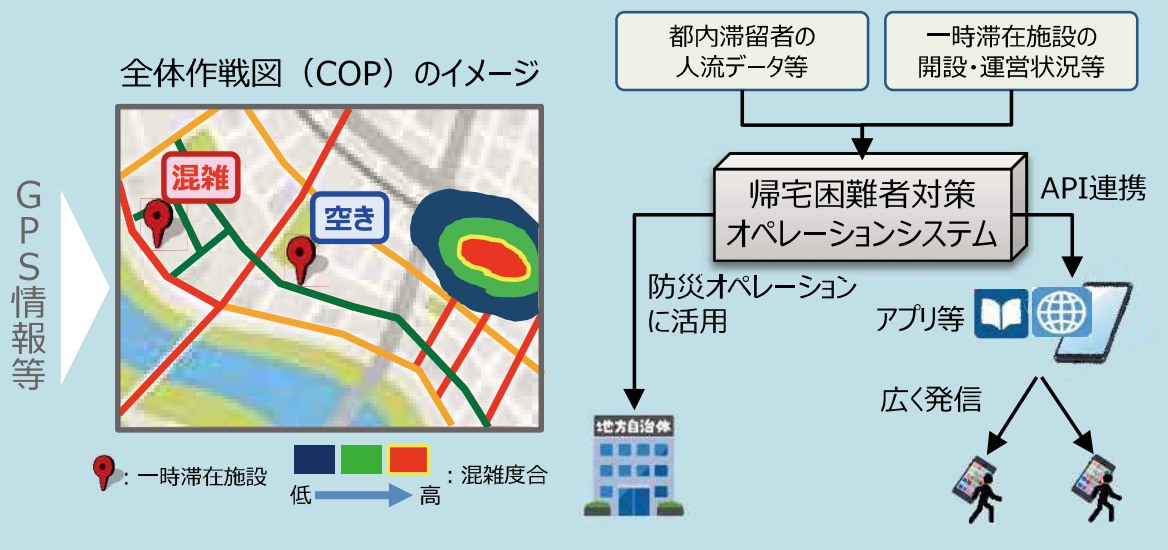 全体作戦図（COP）のイメージ
GPS情報等
混雑
空き
：一時滞在施設
低
高
：混雑度合
都内滞留者の
人流データ等
一時滞在施設の
開設・運営状況等
帰宅困難者対策
オペレーションシステム
API連携
防災オペレーション
に活用
アプリ等
広く発信
地方自治体